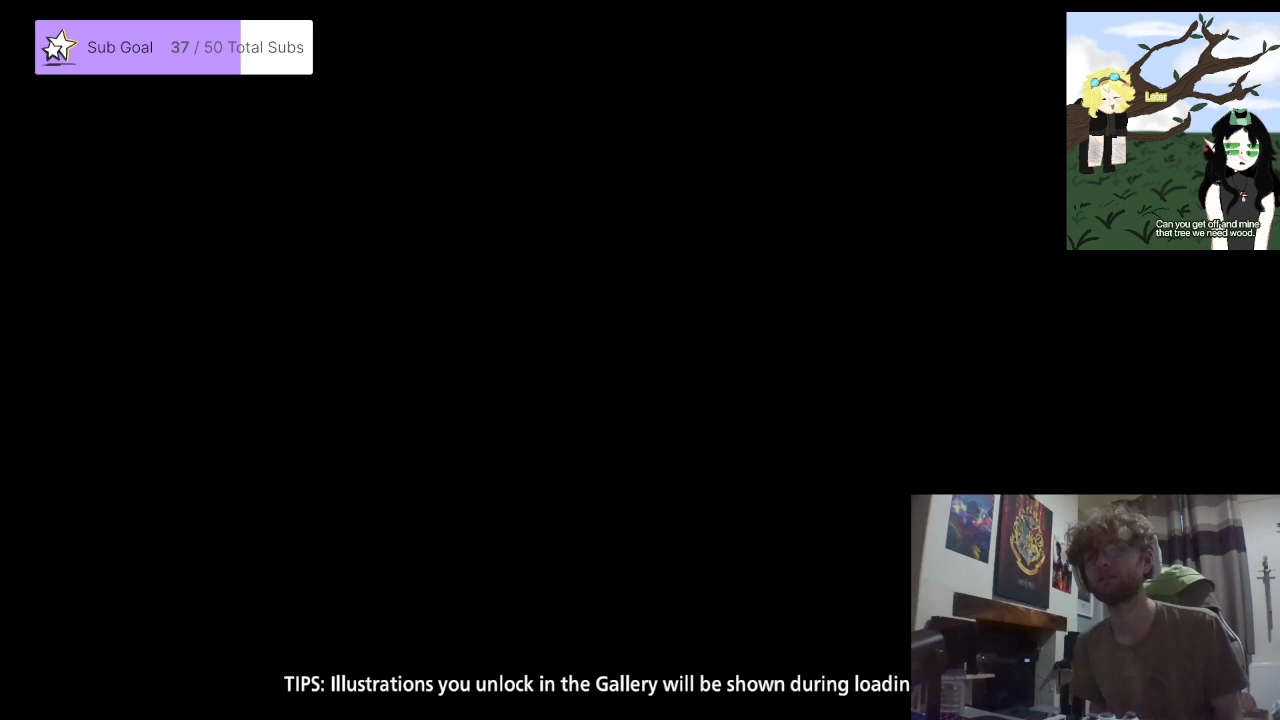 Sub Goal 37 / 50 Total Subs
Later
Can you get off and mine
that tree we need wood.
TIPS: Illustrations you unlock in the Gallery will be shown during loadin